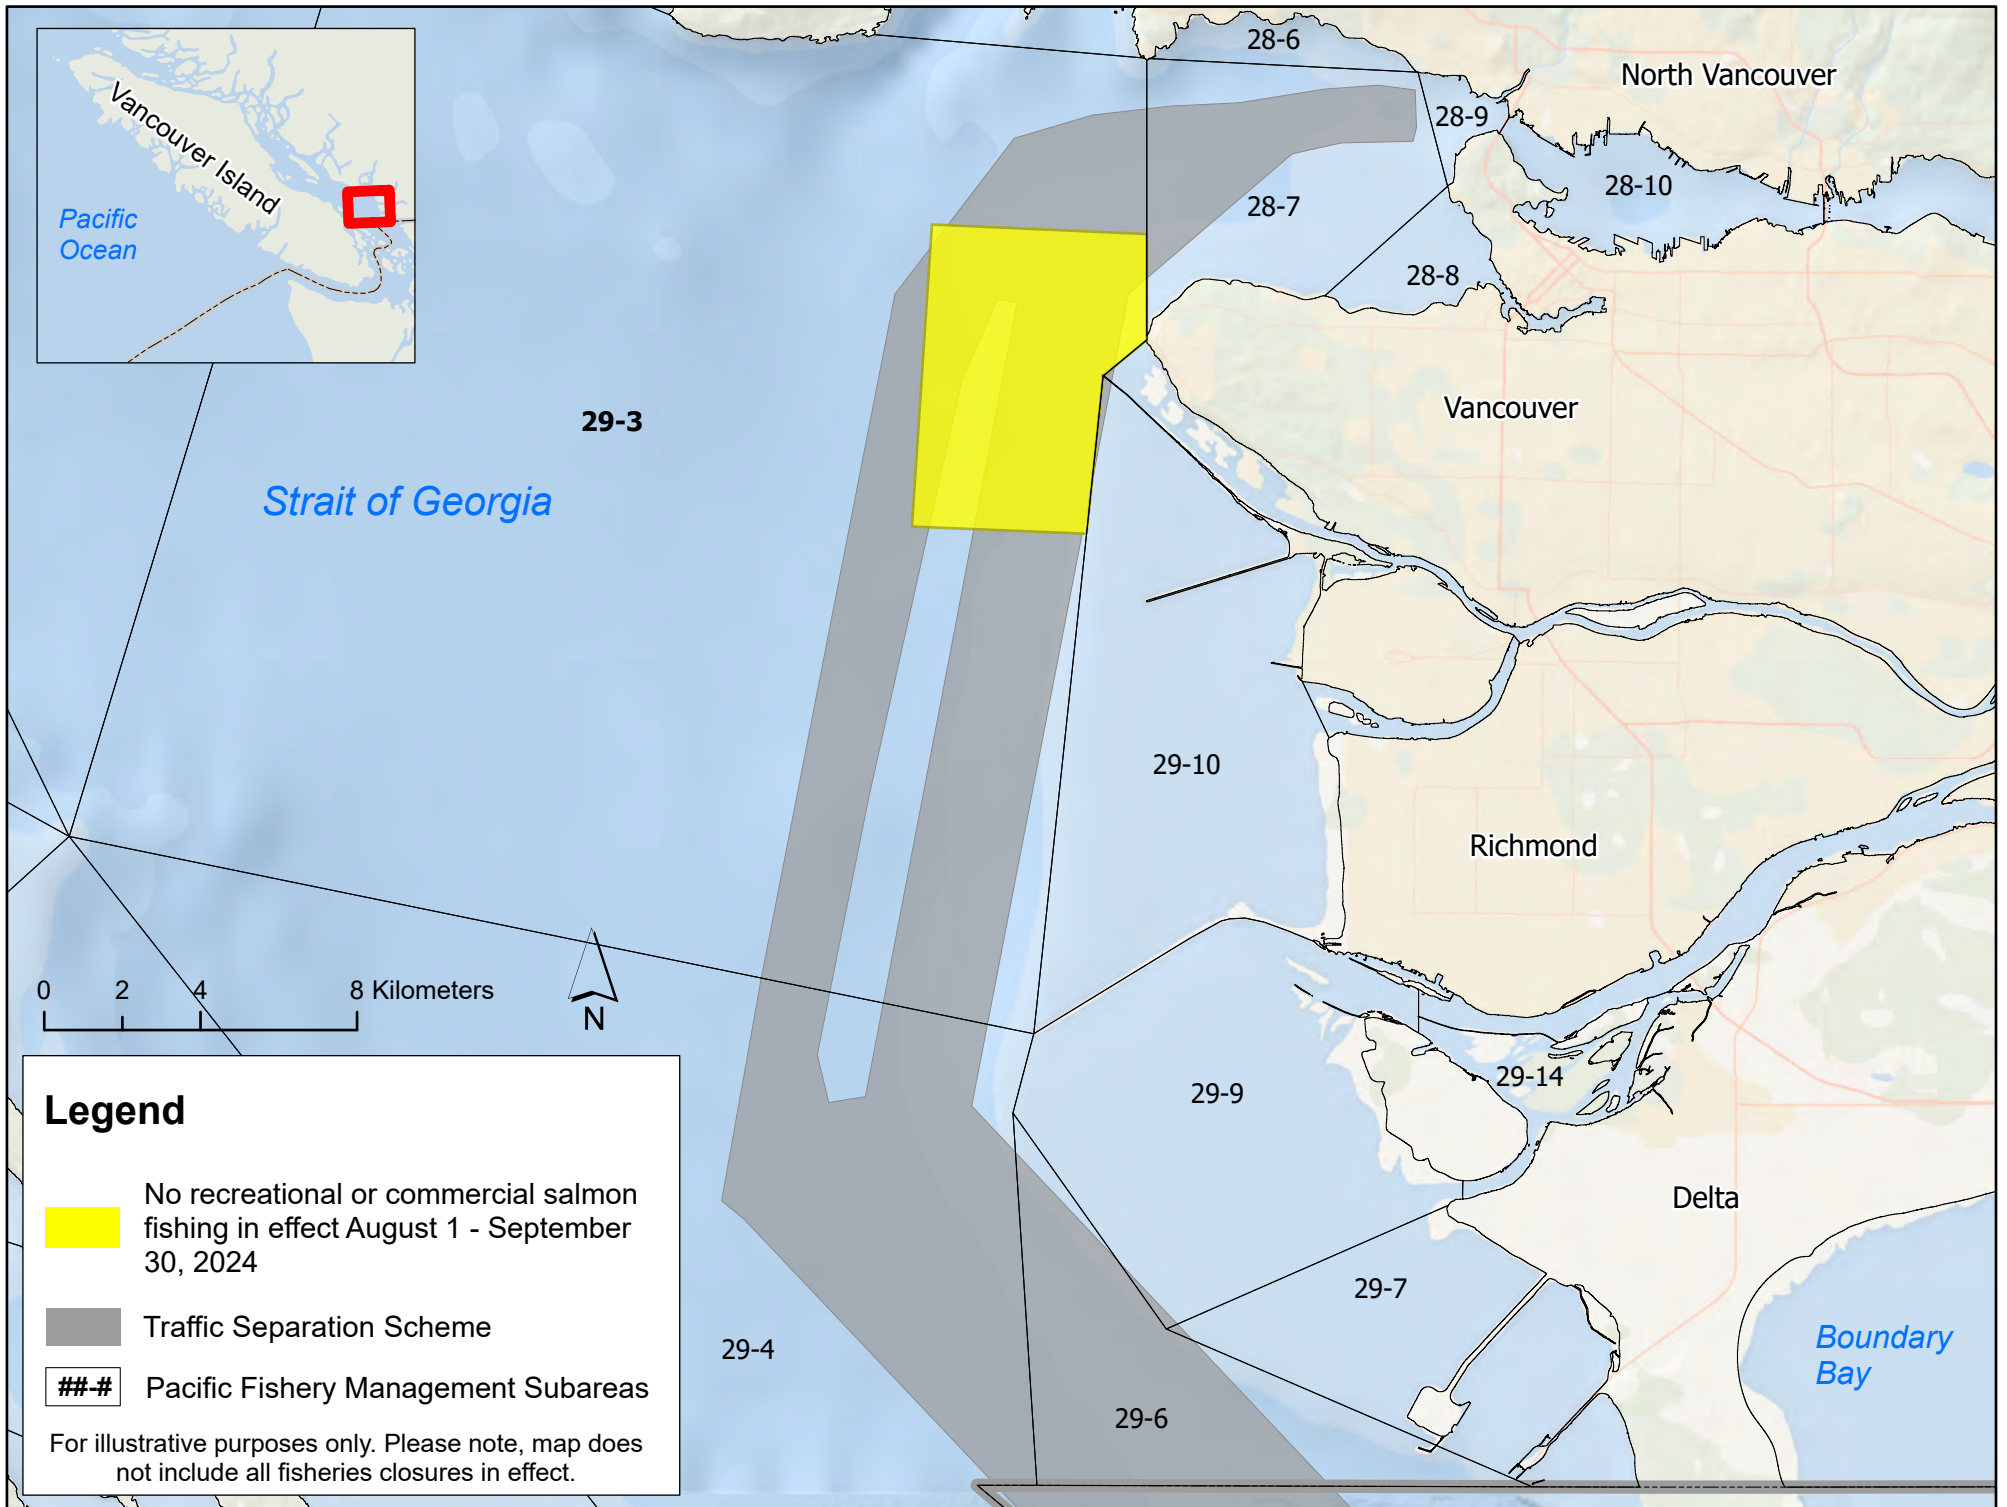 Vancouver Island
Pacific
Ocean
28-6
North Vancouver
28-9
28-10
28-7
28-8
29-3
Vancouver
Strait of Georgia
29-10
Richmond
0 2 4 8 Kilometers
N
29-9
29-14
Delta
29-7
29-4
Boundary
Bay
29-6
Legend
No recreational or commercial salmon
fishing in effect August 1 - September
30, 2024
Traffic Separation Scheme
##-# Pacific Fishery Management Subareas
For illustrative purposes only. Please note, map does
not include all fisheries closures in effect.